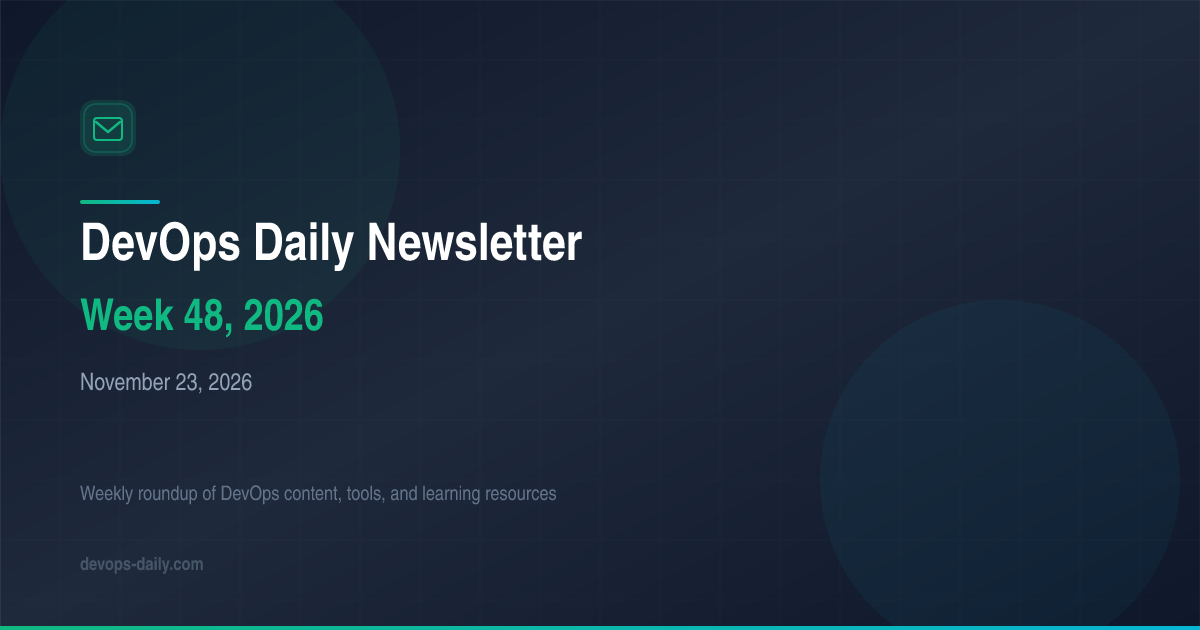 DevOps Daily Newsletter
Week 48, 2026
November 23, 2026
Weekly roundup of DevOps content, tools, and learning resources
devops-daily.com